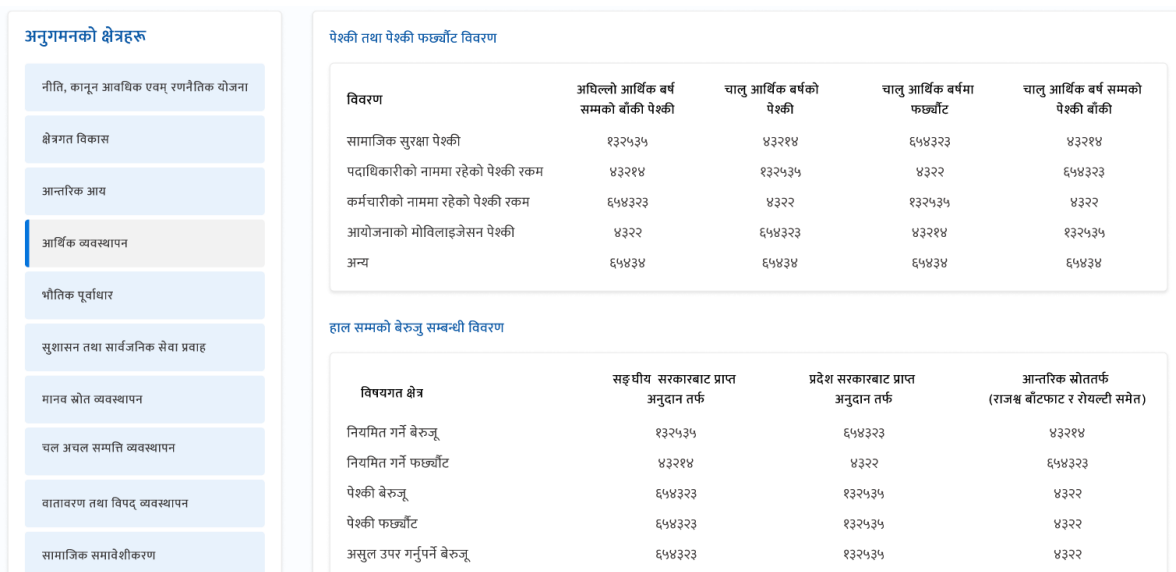 अनुगमनको क्षेत्रहरू
नीति, कानून आवधिक एवम् रणनैतिक योजना
क्षेत्रगत विकास
आन्तरिक आय
आर्थिक व्यवस्थापन
भौतिक पूर्वाधार
सुशासन तथा सार्वजनिक सेवा प्रवाह
मानव स्रोत व्यवस्थापन
चल अचल सम्पत्ति व्यवस्थापन
वातावरण तथा विपद् व्यवस्थापन
सामाजिक समावेशीकरण
पेश्की तथा पेश्की फर्छ्यौट विवरण
विवरण अघिल्लो आर्थिक बर्ष सम्मको बाँकी पेश्की चालु आर्थिक बर्षको पेश्की चालु आर्थिक बर्षमा फर्छ्यौट चालु आर्थिक बर्ष सम्मको पेश्की बाँकी
सामाजिक सुरक्षा पेश्की १३२५३५ ४३२१४ ६५४३२३ ४३२१४
पदाधिकारीको नाममा रहेको पेश्की रकम ४३२१४ १३२५३५ ४३२२ ६५४३२३
कर्मचारीको नाममा रहेको पेश्की रकम ६५४३२३ ४३२२ १३२५३५ ४३२२
आयोजनाको मोविलाइजेसन पेश्की ४३२२ ६५४३२३ ४३२१४ १३२५३५
अन्य ६५४३४ ६५४३४ ६५४३४ ६५४३४
हाल सम्मको बेरुजु सम्बन्धी विवरण
विषयगत क्षेत्र सङ्घीय सरकारबाट प्राप्त अनुदान तर्फ प्रदेश सरकारबाट प्राप्त अनुदान तर्फ आन्तरिक स्रोततर्फ (राजश्व बाँटफाट र रोयल्टी समेत)
नियमित गर्ने बेरुजू १३२५३५ ६५४३२३ ४३२१४
नियमित गर्ने फर्छ्यौट ४३२१४ ४३२२ ६५४३२३
पेश्की बेरुजू ६५४३२३ १३२५३५ ४३२२
पेश्की फर्छ्यौट ६५४३२३ १३२५३५ ४३२२
असुल उपर गर्नुपर्ने बेरुजू ६५४३२३ १३२५३५ ४३२२